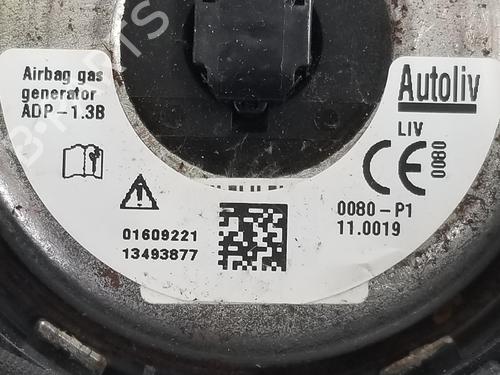 Airbag gas
generator
ADP-1.3B
Autoliv
LIV
CE 0080
01609221
13493877
0080-P1
11.0019